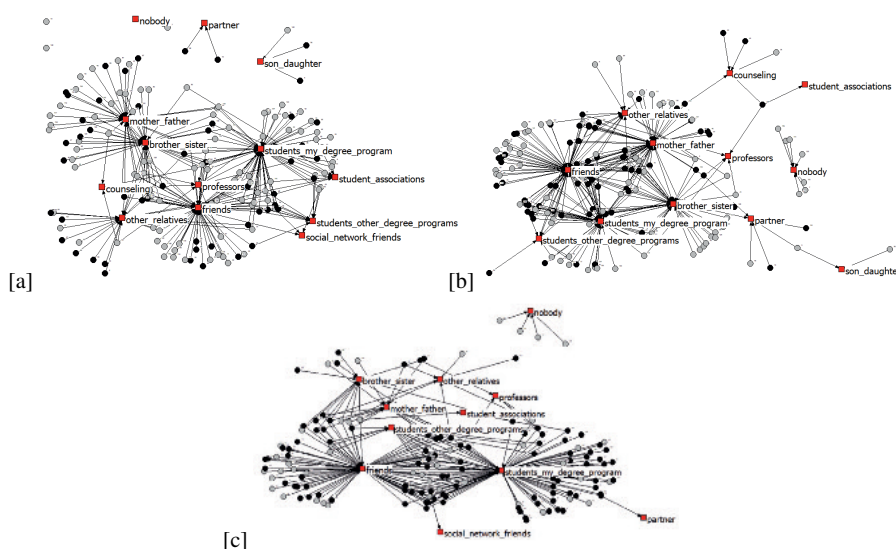 nobody
partner
son_daughter
mother_father
brother_sister
students_my_degree_program
professors
student_associations
counseling
friends
other_relatives
students_other_degree_programs
social_network_friends
[a]
counseling
student_associations
other_relatives
mother_father
professors
friends
nobody
brother_sister
partner
students_my_degree_program
students_other_degree_programs
son_daughter
[b]
nobody
brother_sister
other_relatives
professors
mother_father
student_associations
students_other_degree_programs
friends
students_my_degree_program
partner
social_network_friends
[c]